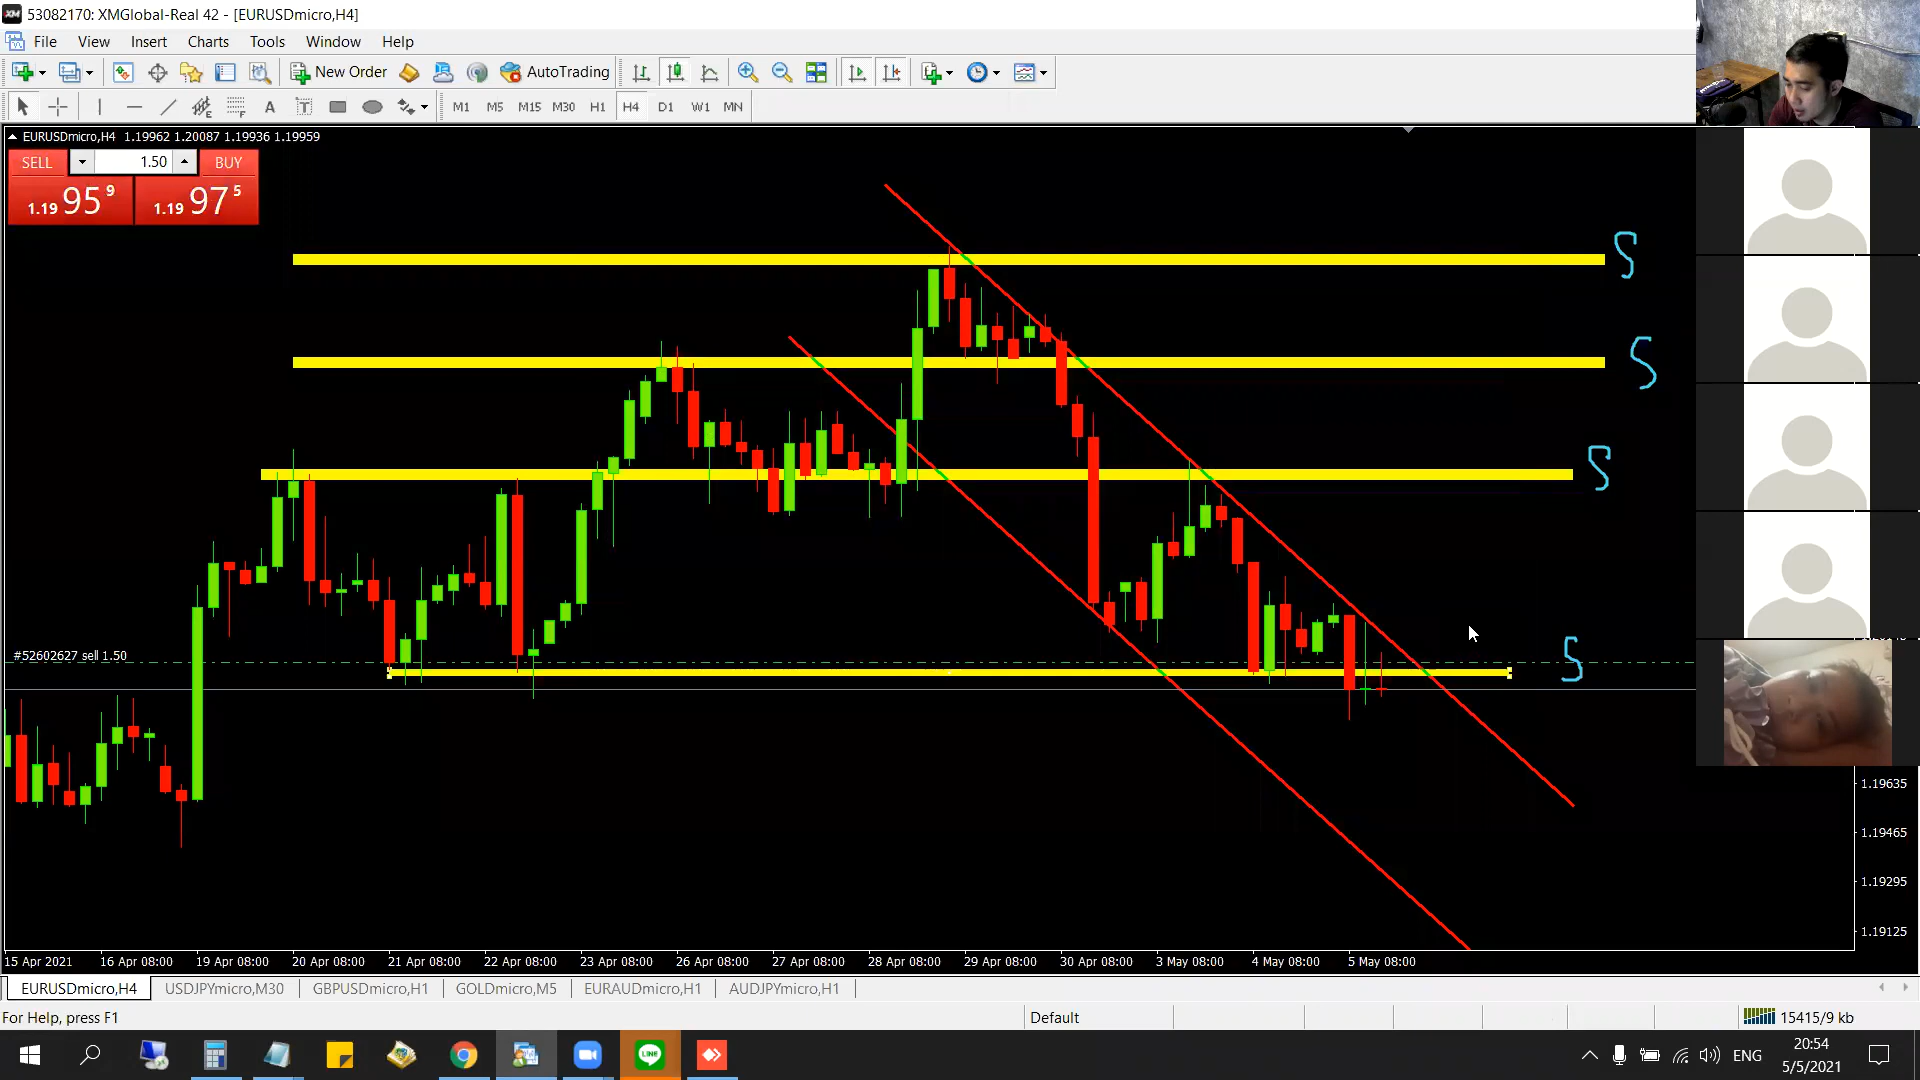 53082170: XMGlobal-Real 42 - [EURUSDmicro,H4]
File View Insert Charts Tools Window Help
New Order AutoTrading
A T M1 M5 M15 M30 H1 H4 D1 W1 MN
EURUSDmicro,H4 1.19962 1.20087 1.19936 1.19959
SELL 1.50 BUY
1.19 95 9 1.19 97 5
S
S
S
#52602627 sell 1.50
S
1.19635
1.19465
1.19295
1.19125
15 Apr 2021 16 Apr 08:00 19 Apr 08:00 20 Apr 08:00 21 Apr 08:00 22 Apr 08:00 23 Apr 08:00 26 Apr 08:00 27 Apr 08:00 28 Apr 08:00 29 Apr 08:00 30 Apr 08:00 3 May 08:00 4 May 08:00 5 May 08:00
EURUSDmicro,H4 USDJPYmicro,M30 GBPUSDmicro,H1 GOLDmicro,M5 EURAUDmicro,H1 AUDJPYmicro,H1
For Help, press F1 Default 15415/9 kb
LINE ENG 20:54
5/5/2021